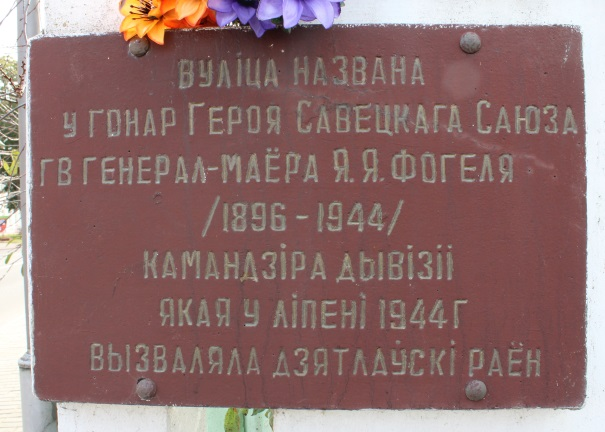 ВУЛІЦА НАЗВАНА
У ГОНАР ГЕРОЯ САВЕЦКАГА САЮЗА
ГВ ГЕНЕРАЛ-МАЁРА Я.Я.ФОГЕЛЯ
/1896-1944/
КАМАНДЗІРА ДЫВІЗІІ
ЯКАЯ У ЛІПЕНІ 1944 Г
ВЫЗВАЛЯЛА ДЗЯТЛАЎСКІ РАЁН